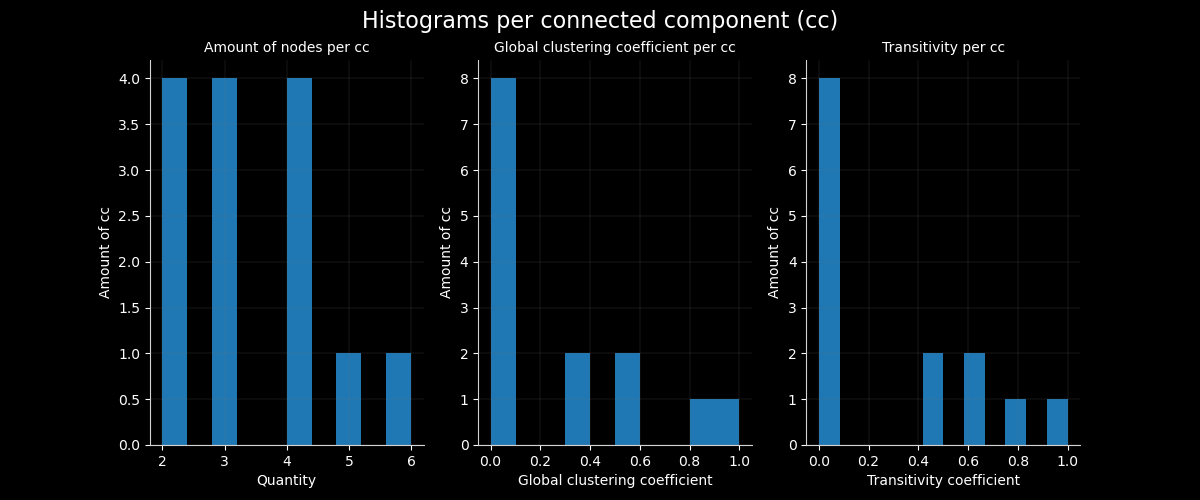 Histograms per connected component (cc)
Amount of nodes per cc
Global clustering coefficient per cc
Transitivity per cc
Amount of cc
4.0
3.5
3.0
2.5
2.0
1.5
1.0
0.5
0.0
2 3 4 5 6
Quantity
Amount of cc
8
7
6
5
4
3
2
1
0
0.0 0.2 0.4 0.6 0.8 1.0
Global clustering coefficient
Amount of cc
8
7
6
5
4
3
2
1
0
0.0 0.2 0.4 0.6 0.8 1.0
Transitivity coefficient